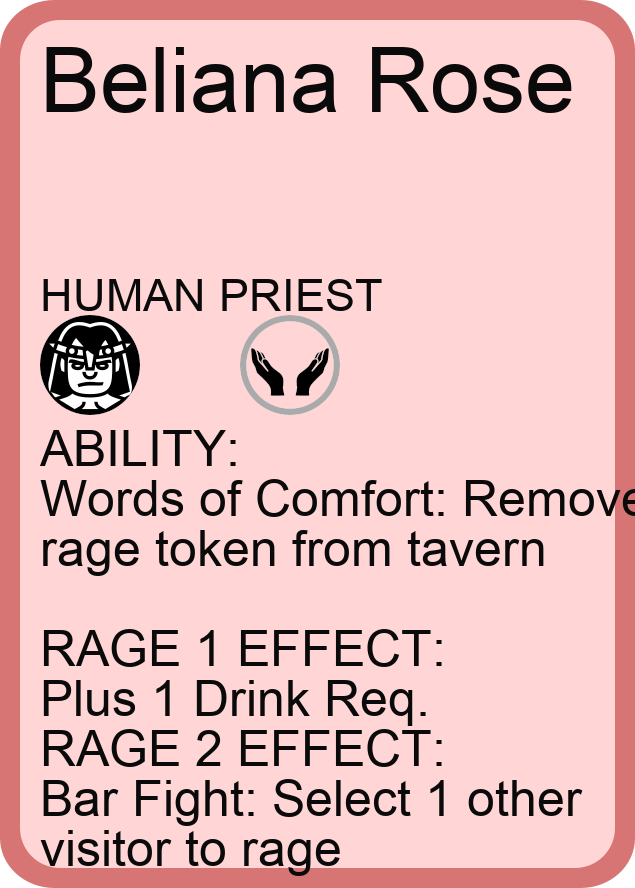 Beliana Rose
HUMAN PRIEST
ABILITY:
Words of Comfort: Remove
rage token from tavern
RAGE 1 EFFECT:
Plus 1 Drink Req.
RAGE 2 EFFECT:
Bar Fight: Select 1 other
visitor to rage